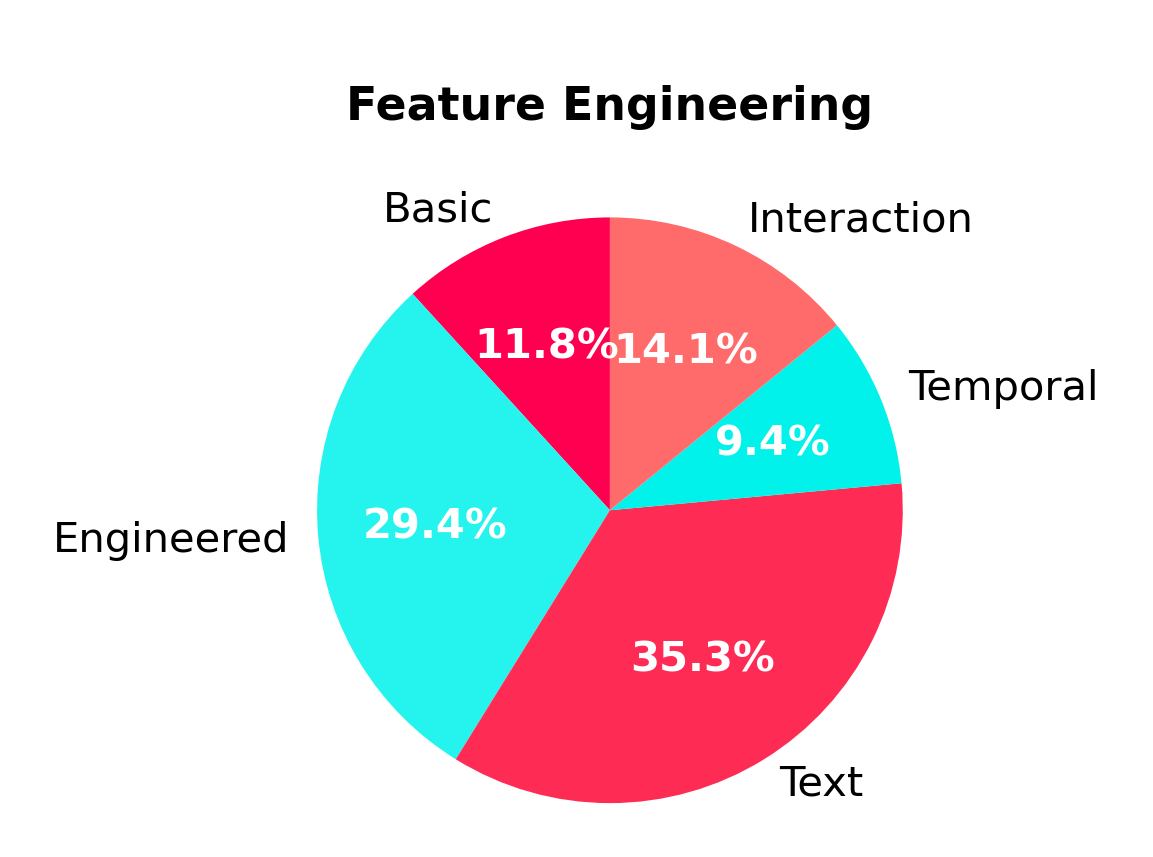 Feature Engineering
Basic
Interaction
11.8%
14.1%
Temporal
9.4%
Engineered
29.4%
35.3%
Text